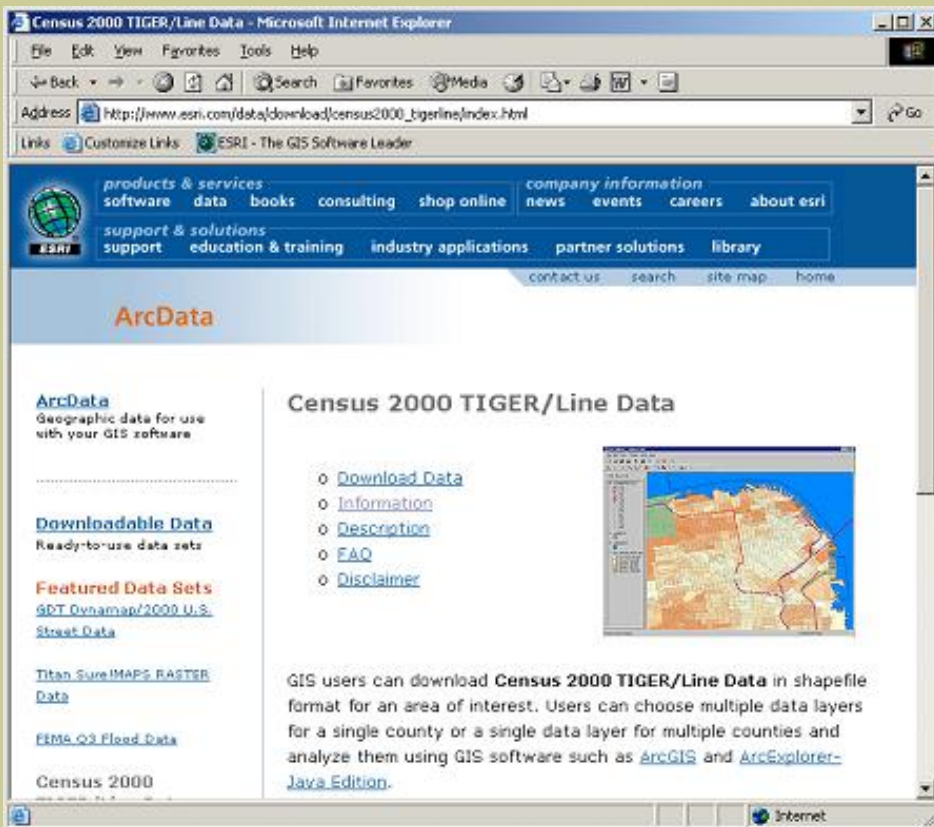 Census 2000 TIGER/Line Data - Microsoft Internet Explorer
File Edit View Favorites Tools Help
Back Search Favorites Media
Address http://www.esri.com/data/download/census2000_tigerline/index.html Go
Links Customize Links ESRI - The GIS Software Leader
products & services
software data books consulting shop online
company information
news events careers about esri
support & solutions
support education & training industry applications partner solutions library
ESRI
contact us search site map home
ArcData
ArcData
Geographic data for use
with your GIS software
Downloadable Data
Ready-to-use data sets
Featured Data Sets
GDT Dynamap/2000 U.S.
Street Data
Titan Sure!MAPS RASTER
Data
FEMA Q3 Flood Data
Census 2000
Census 2000 TIGER/Line Data
o Download Data
o Information
o Description
o FAQ
o Disclaimer
GIS users can download Census 2000 TIGER/Line Data in shapefile
format for an area of interest. Users can choose multiple data layers
for a single county or a single data layer for multiple counties and
analyze them using GIS software such as ArcGIS and ArcExplorer-
Java Edition.
Internet